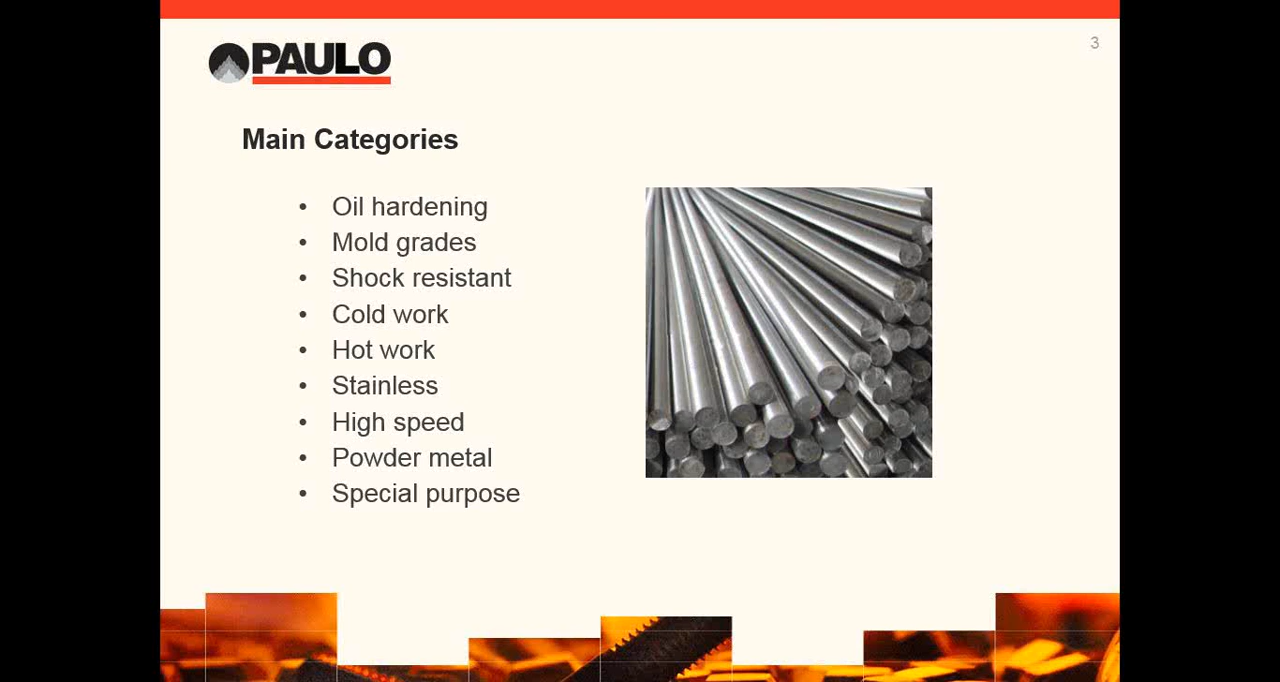 3
PAULO
Main Categories
• Oil hardening
• Mold grades
• Shock resistant
• Cold work
• Hot work
• Stainless
• High speed
• Powder metal
• Special purpose